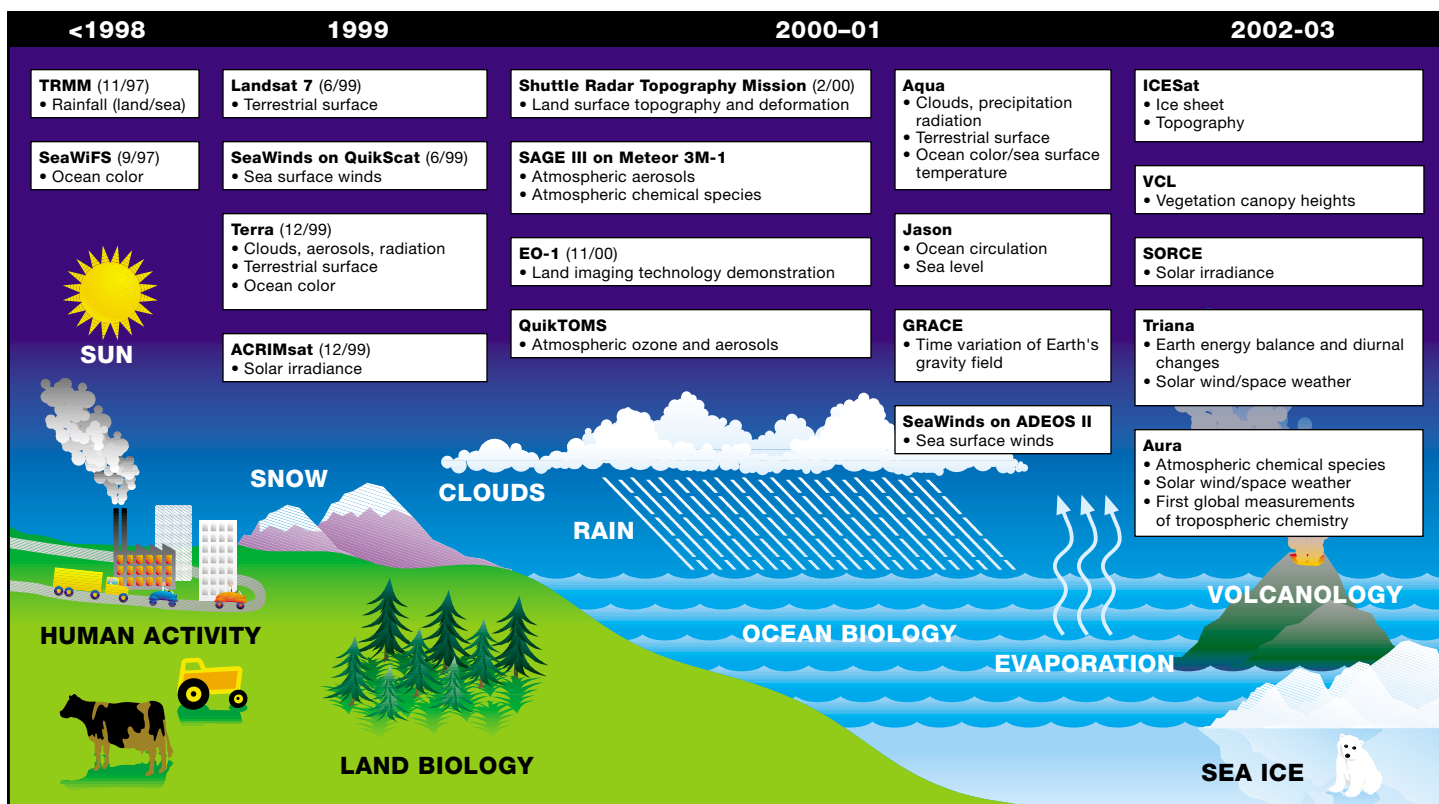 <1998
1999
2000–01
2002-03
TRMM (11/97)
• Rainfall (land/sea)
SeaWiFS (9/97)
• Ocean color
Landsat 7 (6/99)
• Terrestrial surface
SeaWinds on QuikScat (6/99)
• Sea surface winds
Terra (12/99)
• Clouds, aerosols, radiation
• Terrestrial surface
• Ocean color
ACRIMsat (12/99)
• Solar irradiance
Shuttle Radar Topography Mission (2/00)
• Land surface topography and deformation
SAGE III on Meteor 3M-1
• Atmospheric aerosols
• Atmospheric chemical species
EO-1 (11/00)
• Land imaging technology demonstration
QuikTOMS
• Atmospheric ozone and aerosols
Aqua
• Clouds, precipitation
radiation
• Terrestrial surface
• Ocean color/sea surface
temperature
Jason
• Ocean circulation
• Sea level
GRACE
• Time variation of Earth's
gravity field
SeaWinds on ADEOS II
• Sea surface winds
ICESat
• Ice sheet
• Topography
VCL
• Vegetation canopy heights
SORCE
• Solar irradiance
Triana
• Earth energy balance and diurnal
changes
• Solar wind/space weather
Aura
• Atmospheric chemical species
• Solar wind/space weather
• First global measurements
of tropospheric chemistry
SUN
SNOW
CLOUDS
RAIN
VOLCANOLOGY
HUMAN ACTIVITY
OCEAN BIOLOGY
EVAPORATION
LAND BIOLOGY
SEA ICE